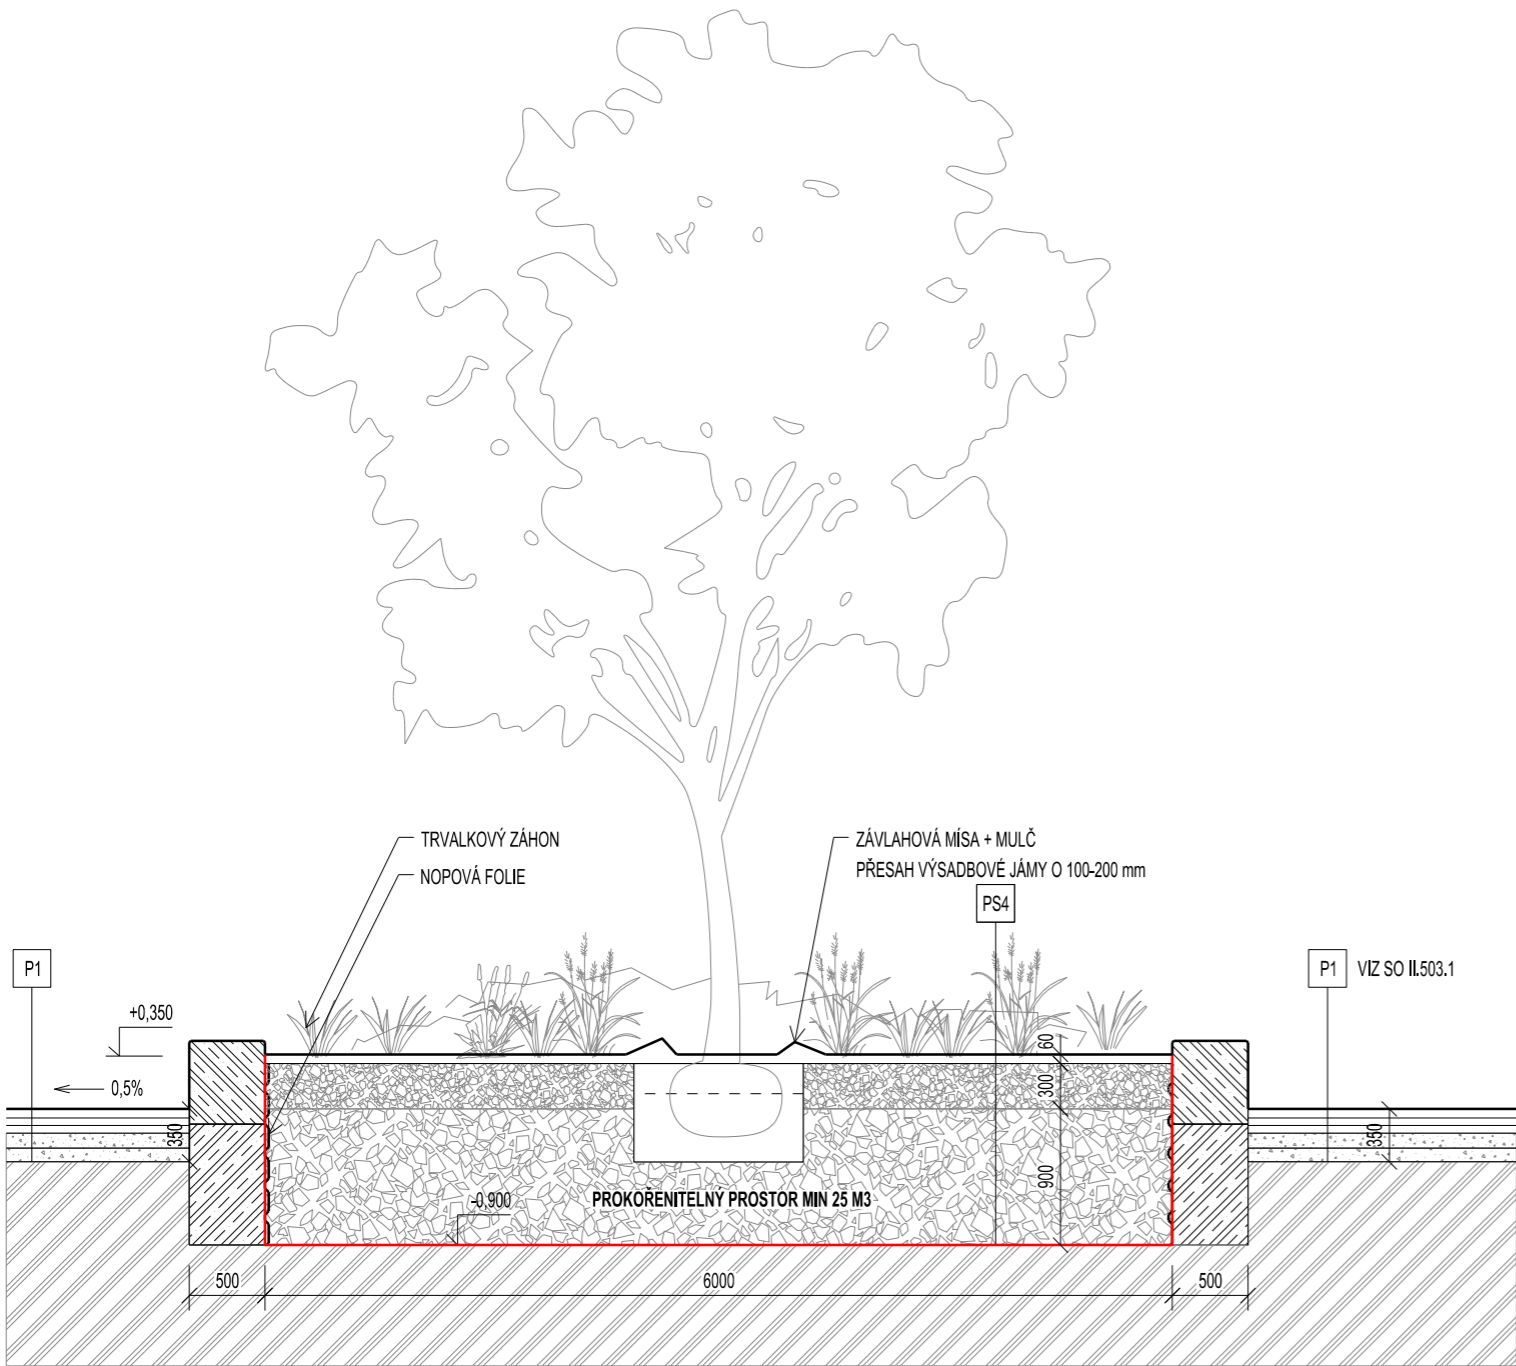 TRVALKOVÝ ZÁHON
NOPOVÁ FOLIE
ZÁVLAHOVÁ MÍSA + MULČ
PŘESAH VÝSADBOVÉ JÁMY O 100-200 mm
PS4
P1
P1 VIZ SO II.503.1
+0,350
0,5%
60
300
350
350
900
-0,900
PROKOŘENITELNÝ PROSTOR MIN 25 M3
500
6000
500